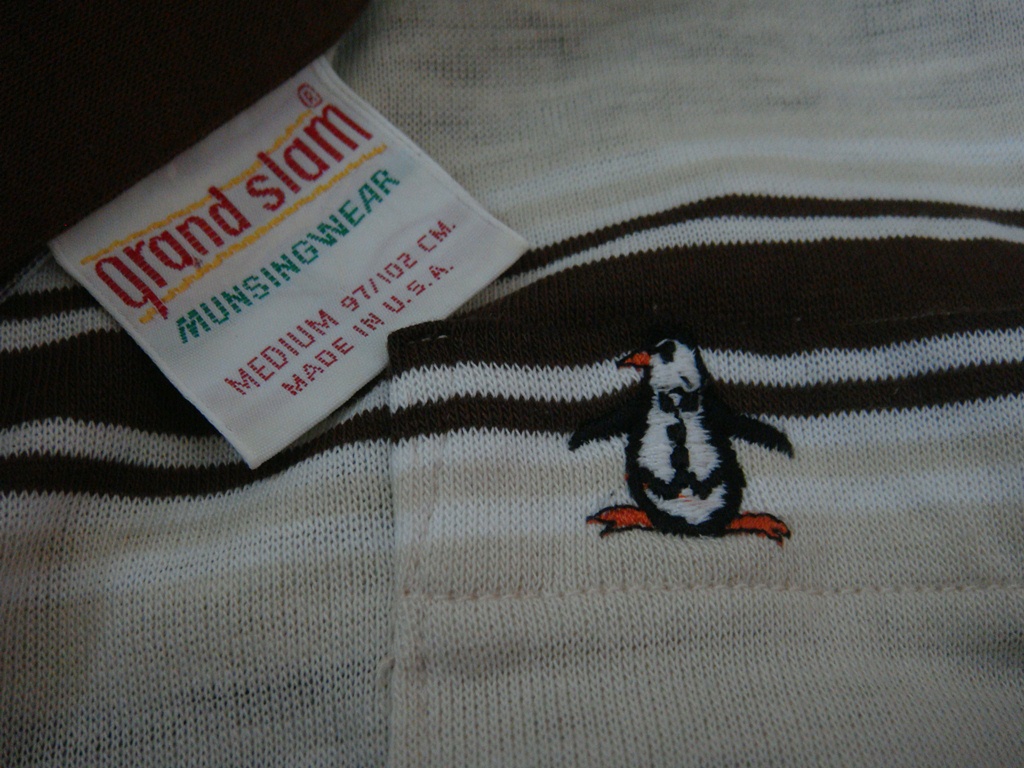 grand slam®
MUNSINGWEAR
MEDIUM 97/102 CM.
MADE IN U.S.A.